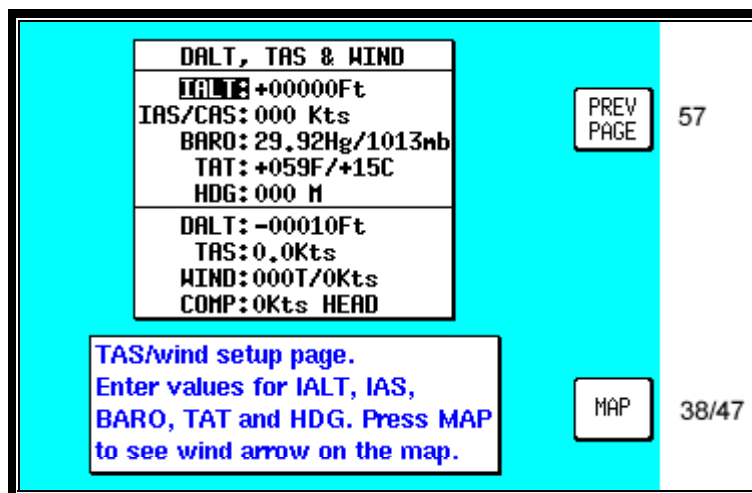 DALT, TAS & WIND
IALT: +00000Ft
IAS/CAS: 000 Kts
BARO: 29.92Hg/1013mb
TAT: +059F/+15C
HDG: 000 M
DALT: -00010Ft
TAS: 0.0Kts
WIND: 000T/0Kts
COMP: 0Kts HEAD
PREV
PAGE
57
TAS/wind setup page.
Enter values for IALT, IAS,
BARO, TAT and HDG. Press MAP
to see wind arrow on the map.
MAP
38/47